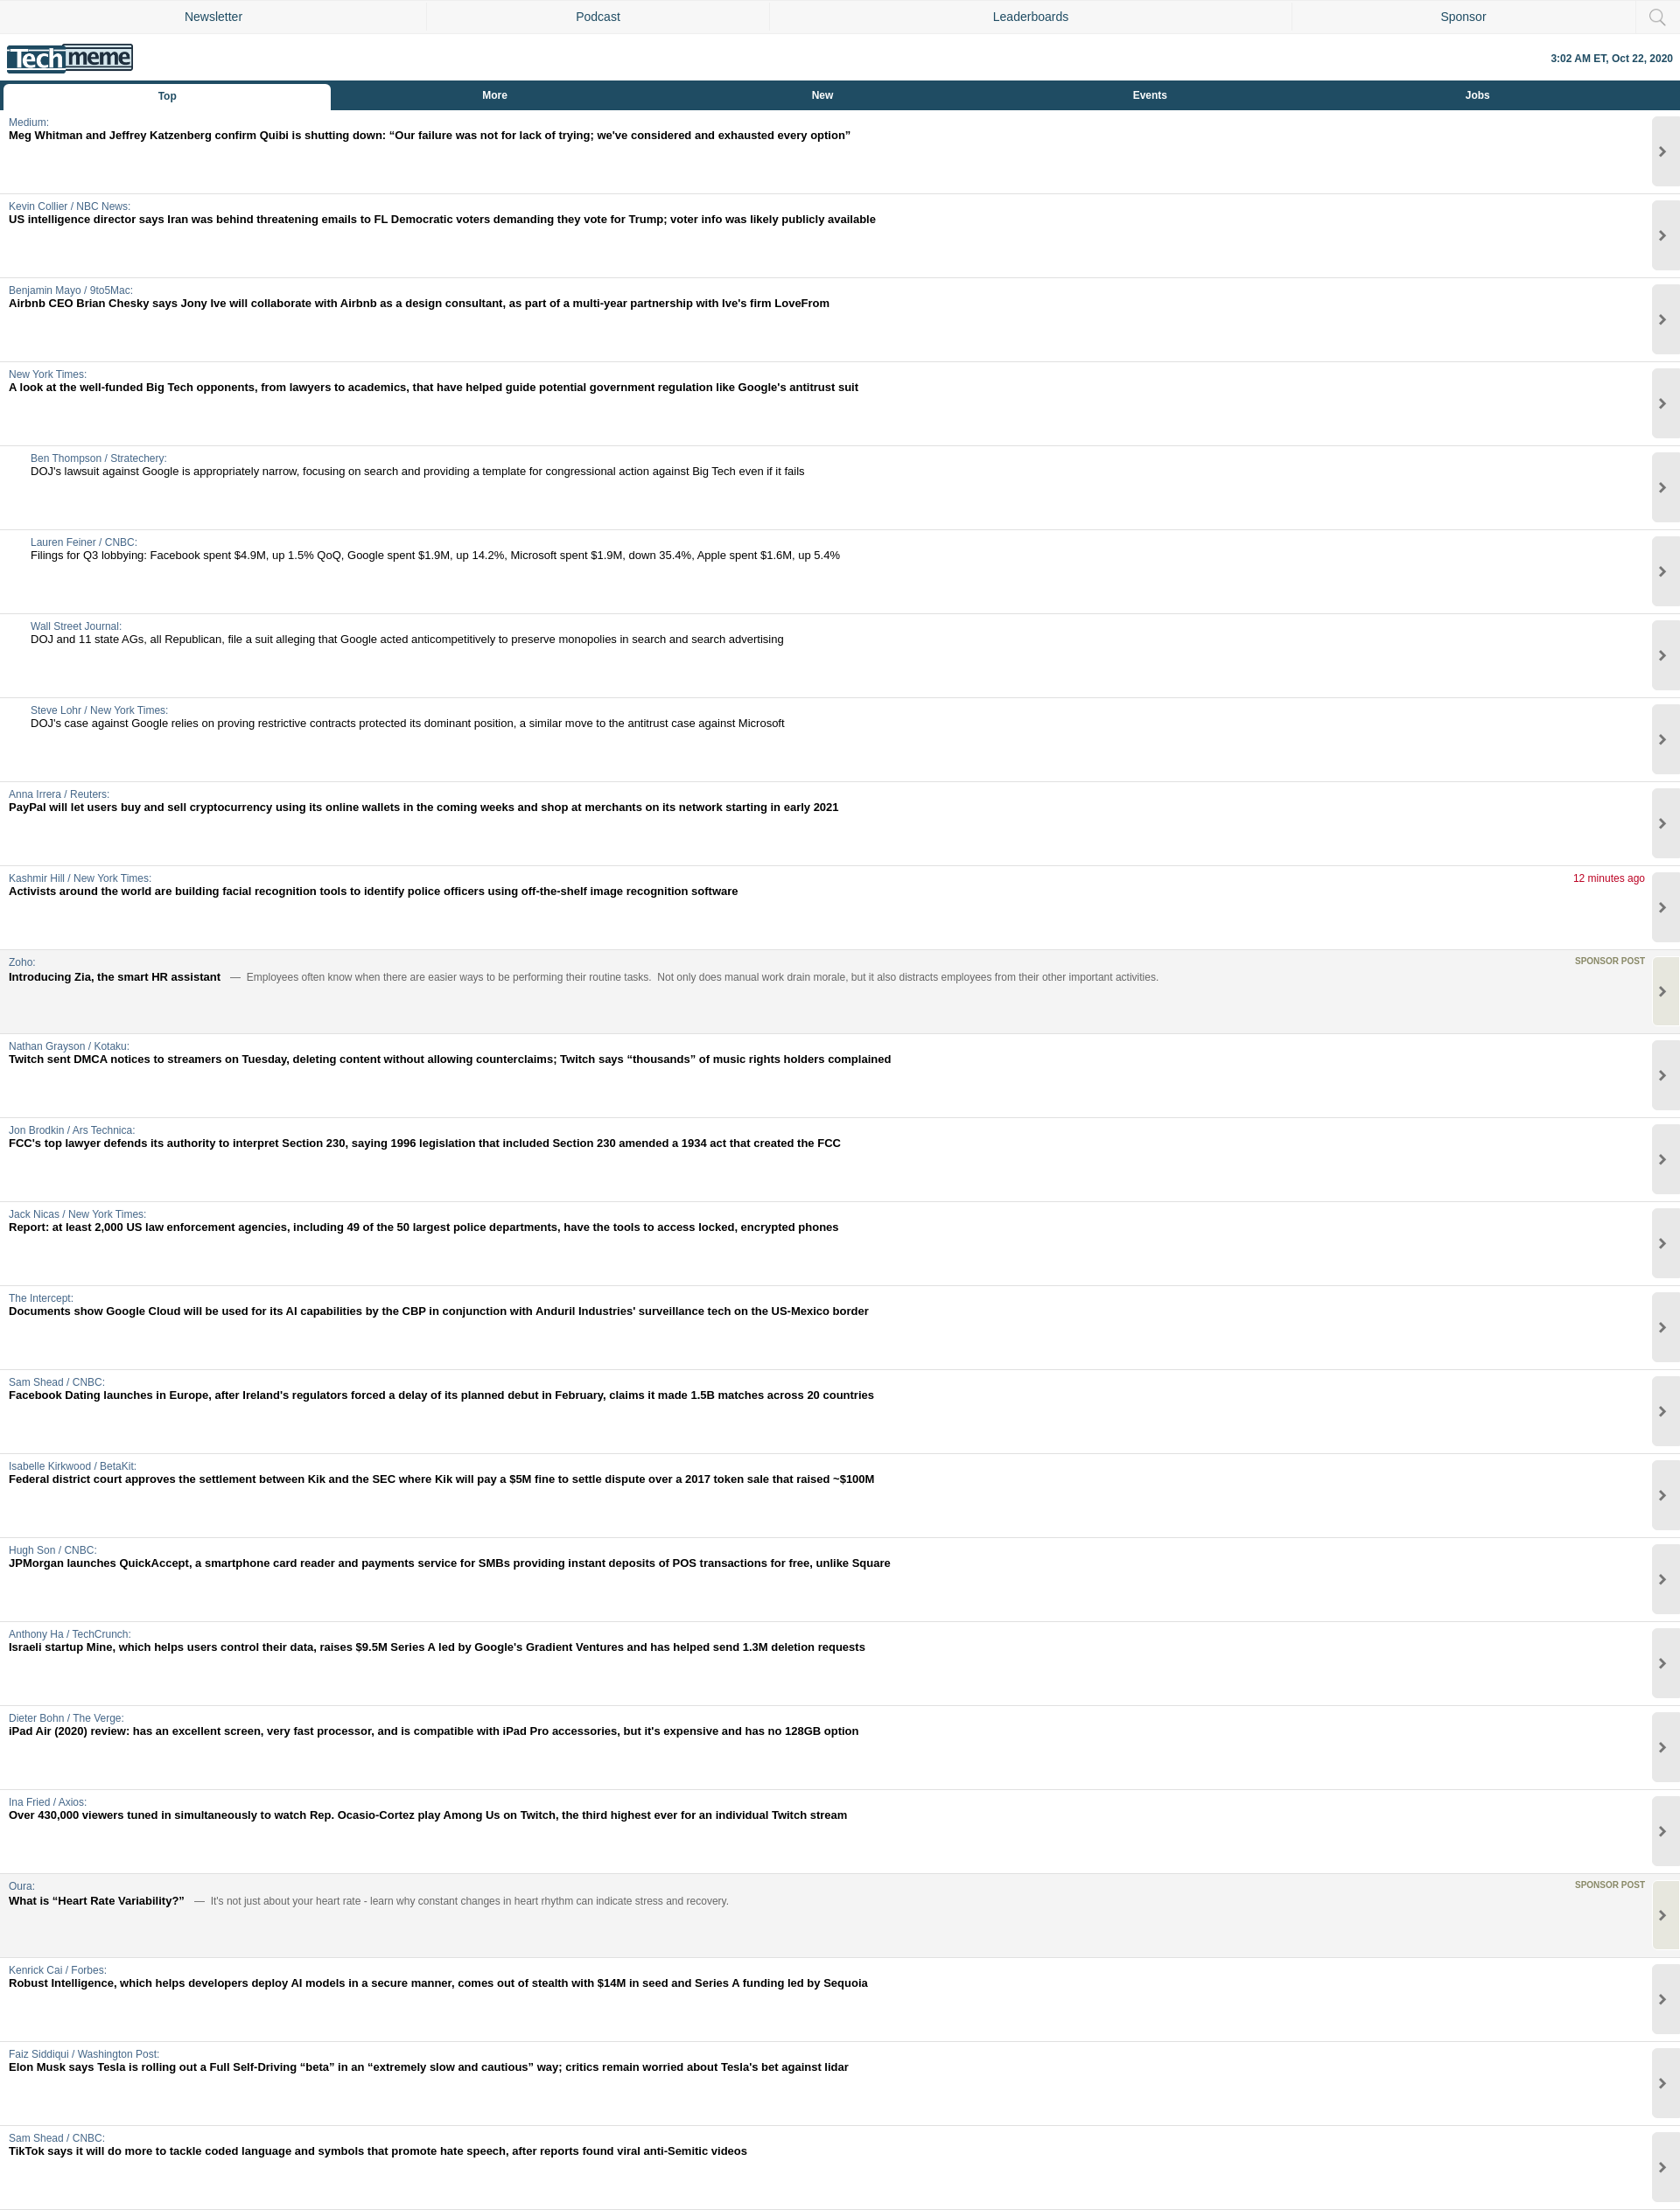 Newsletter
Podcast
Leaderboards
Sponsor
Techmeme
3:02 AM ET, Oct 22, 2020
Top
More
New
Events
Jobs
Medium:
Meg Whitman and Jeffrey Katzenberg confirm Quibi is shutting down: “Our failure was not for lack of trying; we've considered and exhausted every option”
Kevin Collier / NBC News:
US intelligence director says Iran was behind threatening emails to FL Democratic voters demanding they vote for Trump; voter info was likely publicly available
Benjamin Mayo / 9to5Mac:
Airbnb CEO Brian Chesky says Jony Ive will collaborate with Airbnb as a design consultant, as part of a multi-year partnership with Ive's firm LoveFrom
New York Times:
A look at the well-funded Big Tech opponents, from lawyers to academics, that have helped guide potential government regulation like Google's antitrust suit
Ben Thompson / Stratechery:
DOJ's lawsuit against Google is appropriately narrow, focusing on search and providing a template for congressional action against Big Tech even if it fails
Lauren Feiner / CNBC:
Filings for Q3 lobbying: Facebook spent $4.9M, up 1.5% QoQ, Google spent $1.9M, up 14.2%, Microsoft spent $1.9M, down 35.4%, Apple spent $1.6M, up 5.4%
Wall Street Journal:
DOJ and 11 state AGs, all Republican, file a suit alleging that Google acted anticompetitively to preserve monopolies in search and search advertising
Steve Lohr / New York Times:
DOJ's case against Google relies on proving restrictive contracts protected its dominant position, a similar move to the antitrust case against Microsoft
Anna Irrera / Reuters:
PayPal will let users buy and sell cryptocurrency using its online wallets in the coming weeks and shop at merchants on its network starting in early 2021
Kashmir Hill / New York Times:
12 minutes ago
Activists around the world are building facial recognition tools to identify police officers using off-the-shelf image recognition software
Zoho:
SPONSOR POST
Introducing Zia, the smart HR assistant — Employees often know when there are easier ways to be performing their routine tasks. Not only does manual work drain morale, but it also distracts employees from their other important activities.
Nathan Grayson / Kotaku:
Twitch sent DMCA notices to streamers on Tuesday, deleting content without allowing counterclaims; Twitch says “thousands” of music rights holders complained
Jon Brodkin / Ars Technica:
FCC's top lawyer defends its authority to interpret Section 230, saying 1996 legislation that included Section 230 amended a 1934 act that created the FCC
Jack Nicas / New York Times:
Report: at least 2,000 US law enforcement agencies, including 49 of the 50 largest police departments, have the tools to access locked, encrypted phones
The Intercept:
Documents show Google Cloud will be used for its AI capabilities by the CBP in conjunction with Anduril Industries' surveillance tech on the US-Mexico border
Sam Shead / CNBC:
Facebook Dating launches in Europe, after Ireland's regulators forced a delay of its planned debut in February, claims it made 1.5B matches across 20 countries
Isabelle Kirkwood / BetaKit:
Federal district court approves the settlement between Kik and the SEC where Kik will pay a $5M fine to settle dispute over a 2017 token sale that raised ~$100M
Hugh Son / CNBC:
JPMorgan launches QuickAccept, a smartphone card reader and payments service for SMBs providing instant deposits of POS transactions for free, unlike Square
Anthony Ha / TechCrunch:
Israeli startup Mine, which helps users control their data, raises $9.5M Series A led by Google's Gradient Ventures and has helped send 1.3M deletion requests
Dieter Bohn / The Verge:
iPad Air (2020) review: has an excellent screen, very fast processor, and is compatible with iPad Pro accessories, but it's expensive and has no 128GB option
Ina Fried / Axios:
Over 430,000 viewers tuned in simultaneously to watch Rep. Ocasio-Cortez play Among Us on Twitch, the third highest ever for an individual Twitch stream
Oura:
SPONSOR POST
What is “Heart Rate Variability?” — It's not just about your heart rate - learn why constant changes in heart rhythm can indicate stress and recovery.
Kenrick Cai / Forbes:
Robust Intelligence, which helps developers deploy AI models in a secure manner, comes out of stealth with $14M in seed and Series A funding led by Sequoia
Faiz Siddiqui / Washington Post:
Elon Musk says Tesla is rolling out a Full Self-Driving “beta” in an “extremely slow and cautious” way; critics remain worried about Tesla's bet against lidar
Sam Shead / CNBC:
TikTok says it will do more to tackle coded language and symbols that promote hate speech, after reports found viral anti-Semitic videos